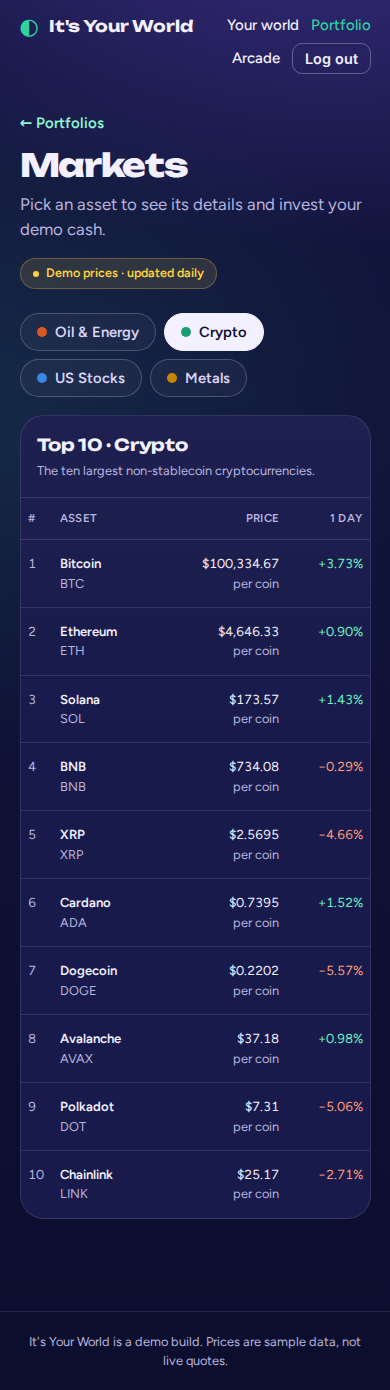 It's Your World
Your world Portfolio
Arcade Log out
← Portfolios
Markets
Pick an asset to see its details and invest your
demo cash.
Demo prices · updated daily
Oil & Energy Crypto
US Stocks Metals
Top 10 · Crypto
The ten largest non-stablecoin cryptocurrencies.
# ASSET PRICE 1 DAY
1 Bitcoin $100,334.67 +3.73%
BTC per coin
2 Ethereum $4,646.33 +0.90%
ETH per coin
3 Solana $173.57 +1.43%
SOL per coin
4 BNB $734.08 −0.29%
BNB per coin
5 XRP $2.5695 −4.66%
XRP per coin
6 Cardano $0.7395 +1.52%
ADA per coin
7 Dogecoin $0.2202 −5.57%
DOGE per coin
8 Avalanche $37.18 +0.98%
AVAX per coin
9 Polkadot $7.31 −5.06%
DOT per coin
10 Chainlink $25.17 −2.71%
LINK per coin
It's Your World is a demo build. Prices are sample data, not
live quotes.